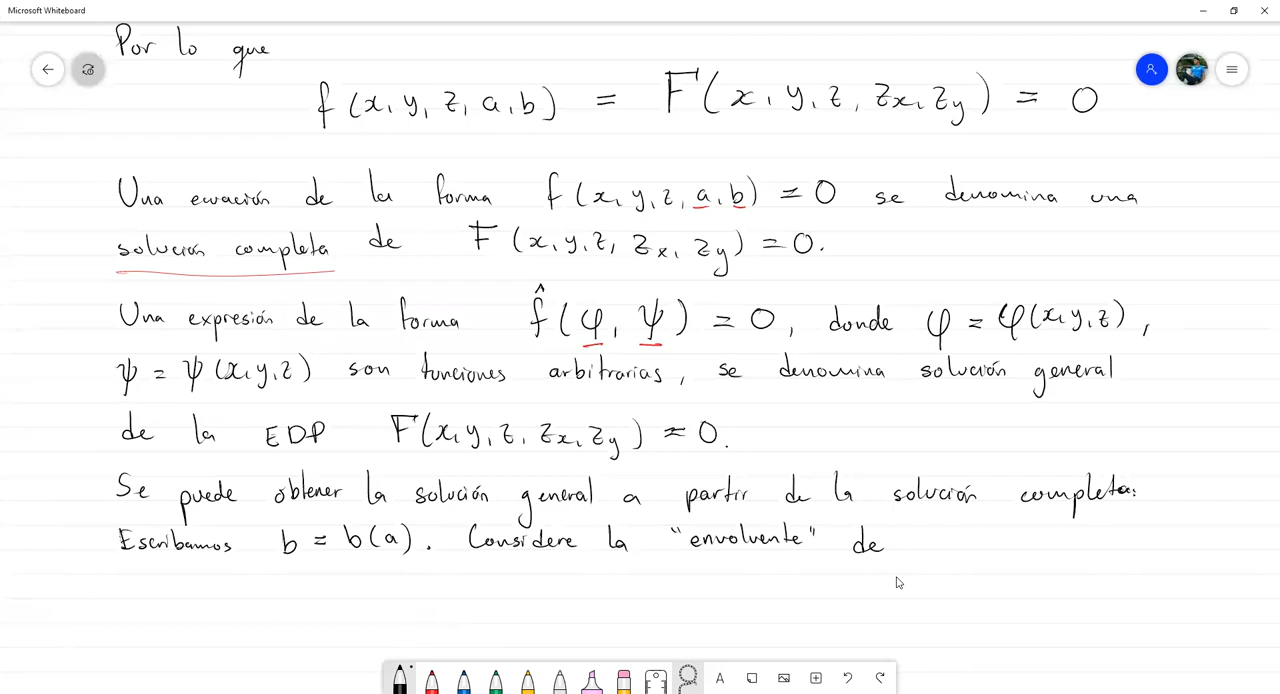 Microsoft Whiteboard
Por lo que
f(x, y, z, a, b) = F(x, y, z, zx, zy) = 0
Una ecuación de la forma f(x, y, z, a, b) = 0 se denomina una
solución completa de F(x, y, z, zx, zy) = 0.
Una expresión de la forma f̂(φ, ψ) = 0, donde φ = φ(x, y, z),
ψ = ψ(x, y, z) son funciones arbitrarias, se denomina solución general
de la EDP F(x, y, z, zx, zy) = 0.
Se puede obtener la solución general a partir de la solución completa:
Escribamos b = b(a). Considere la "envolvente" de
A